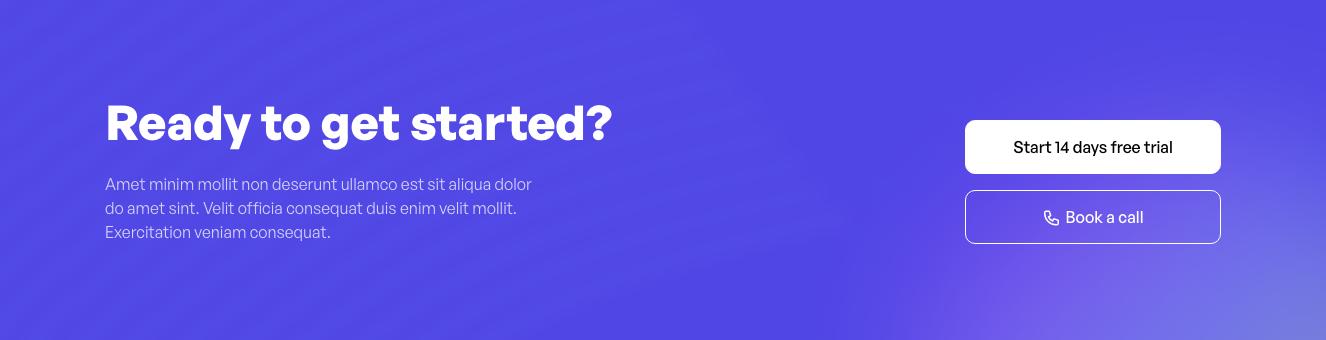 Ready to get started?
Amet minim mollit non deserunt ullamco est sit aliqua dolor
do amet sint. Velit officia consequat duis enim velit mollit.
Exercitation veniam consequat.
Start 14 days free trial
Book a call